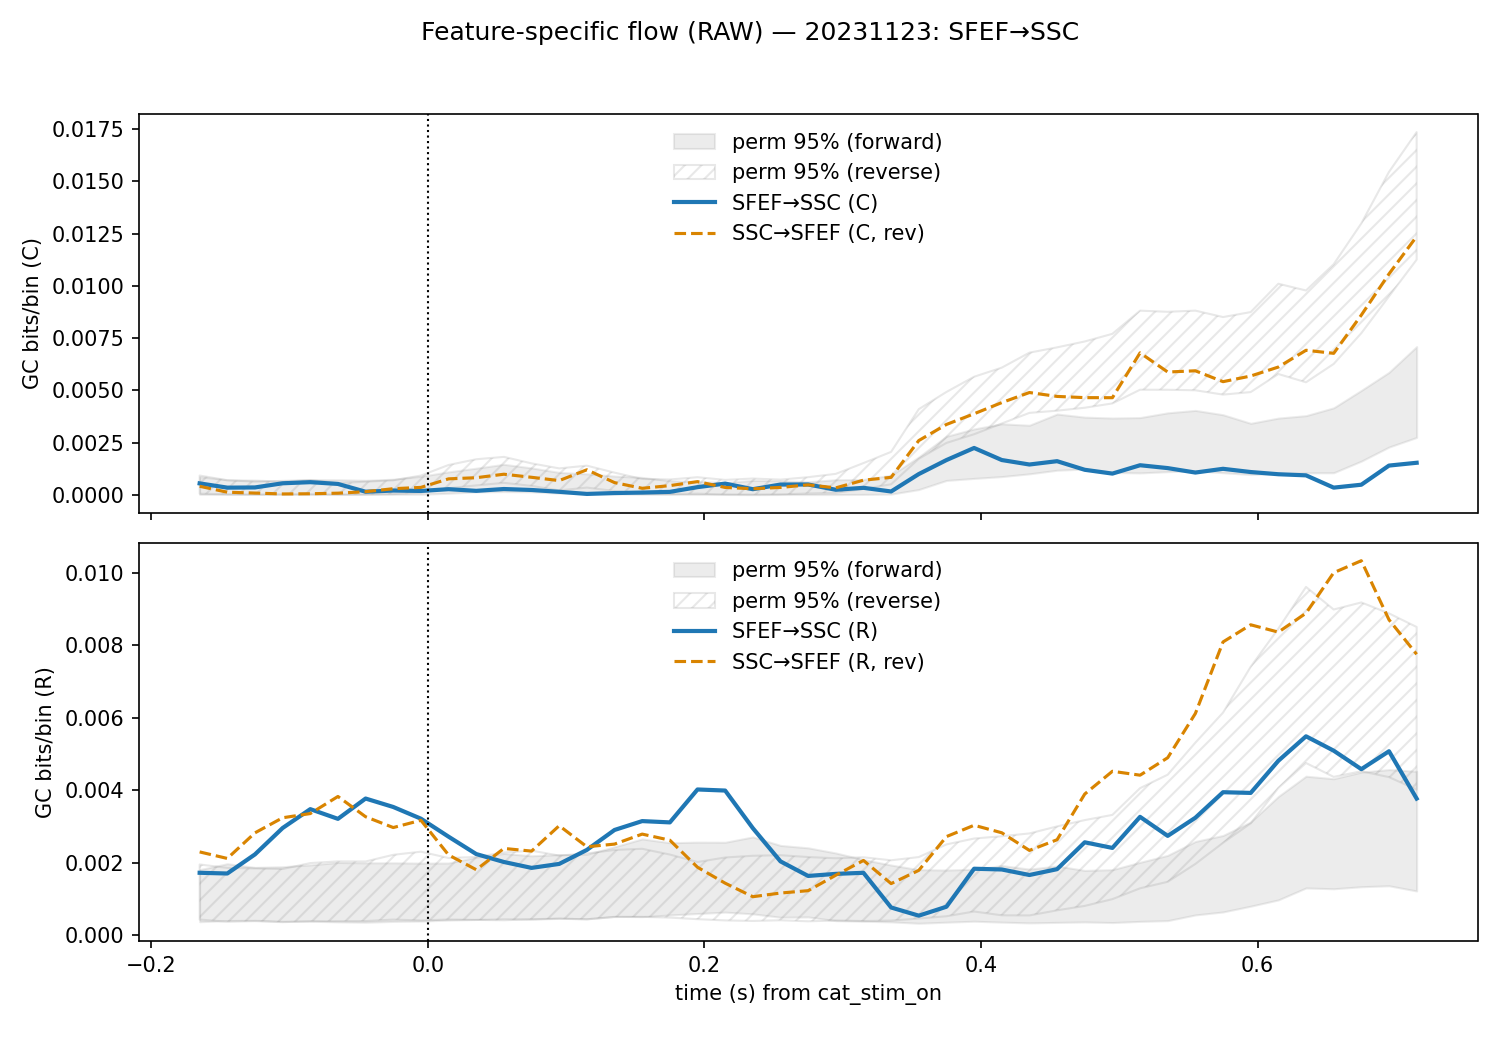 Feature-specific flow (RAW) — 20231123: SFEF→SSC
0.0175
0.0150
0.0125
0.0100
0.0075
0.0050
0.0025
0.0000
GC bits/bin (C)
perm 95% (forward)
perm 95% (reverse)
SFEF→SSC (C)
SSC→SFEF (C, rev)
0.010
0.008
0.006
0.004
0.002
0.000
GC bits/bin (R)
perm 95% (forward)
perm 95% (reverse)
SFEF→SSC (R)
SSC→SFEF (R, rev)
−0.2 0.0 0.2 0.4 0.6
time (s) from cat_stim_on